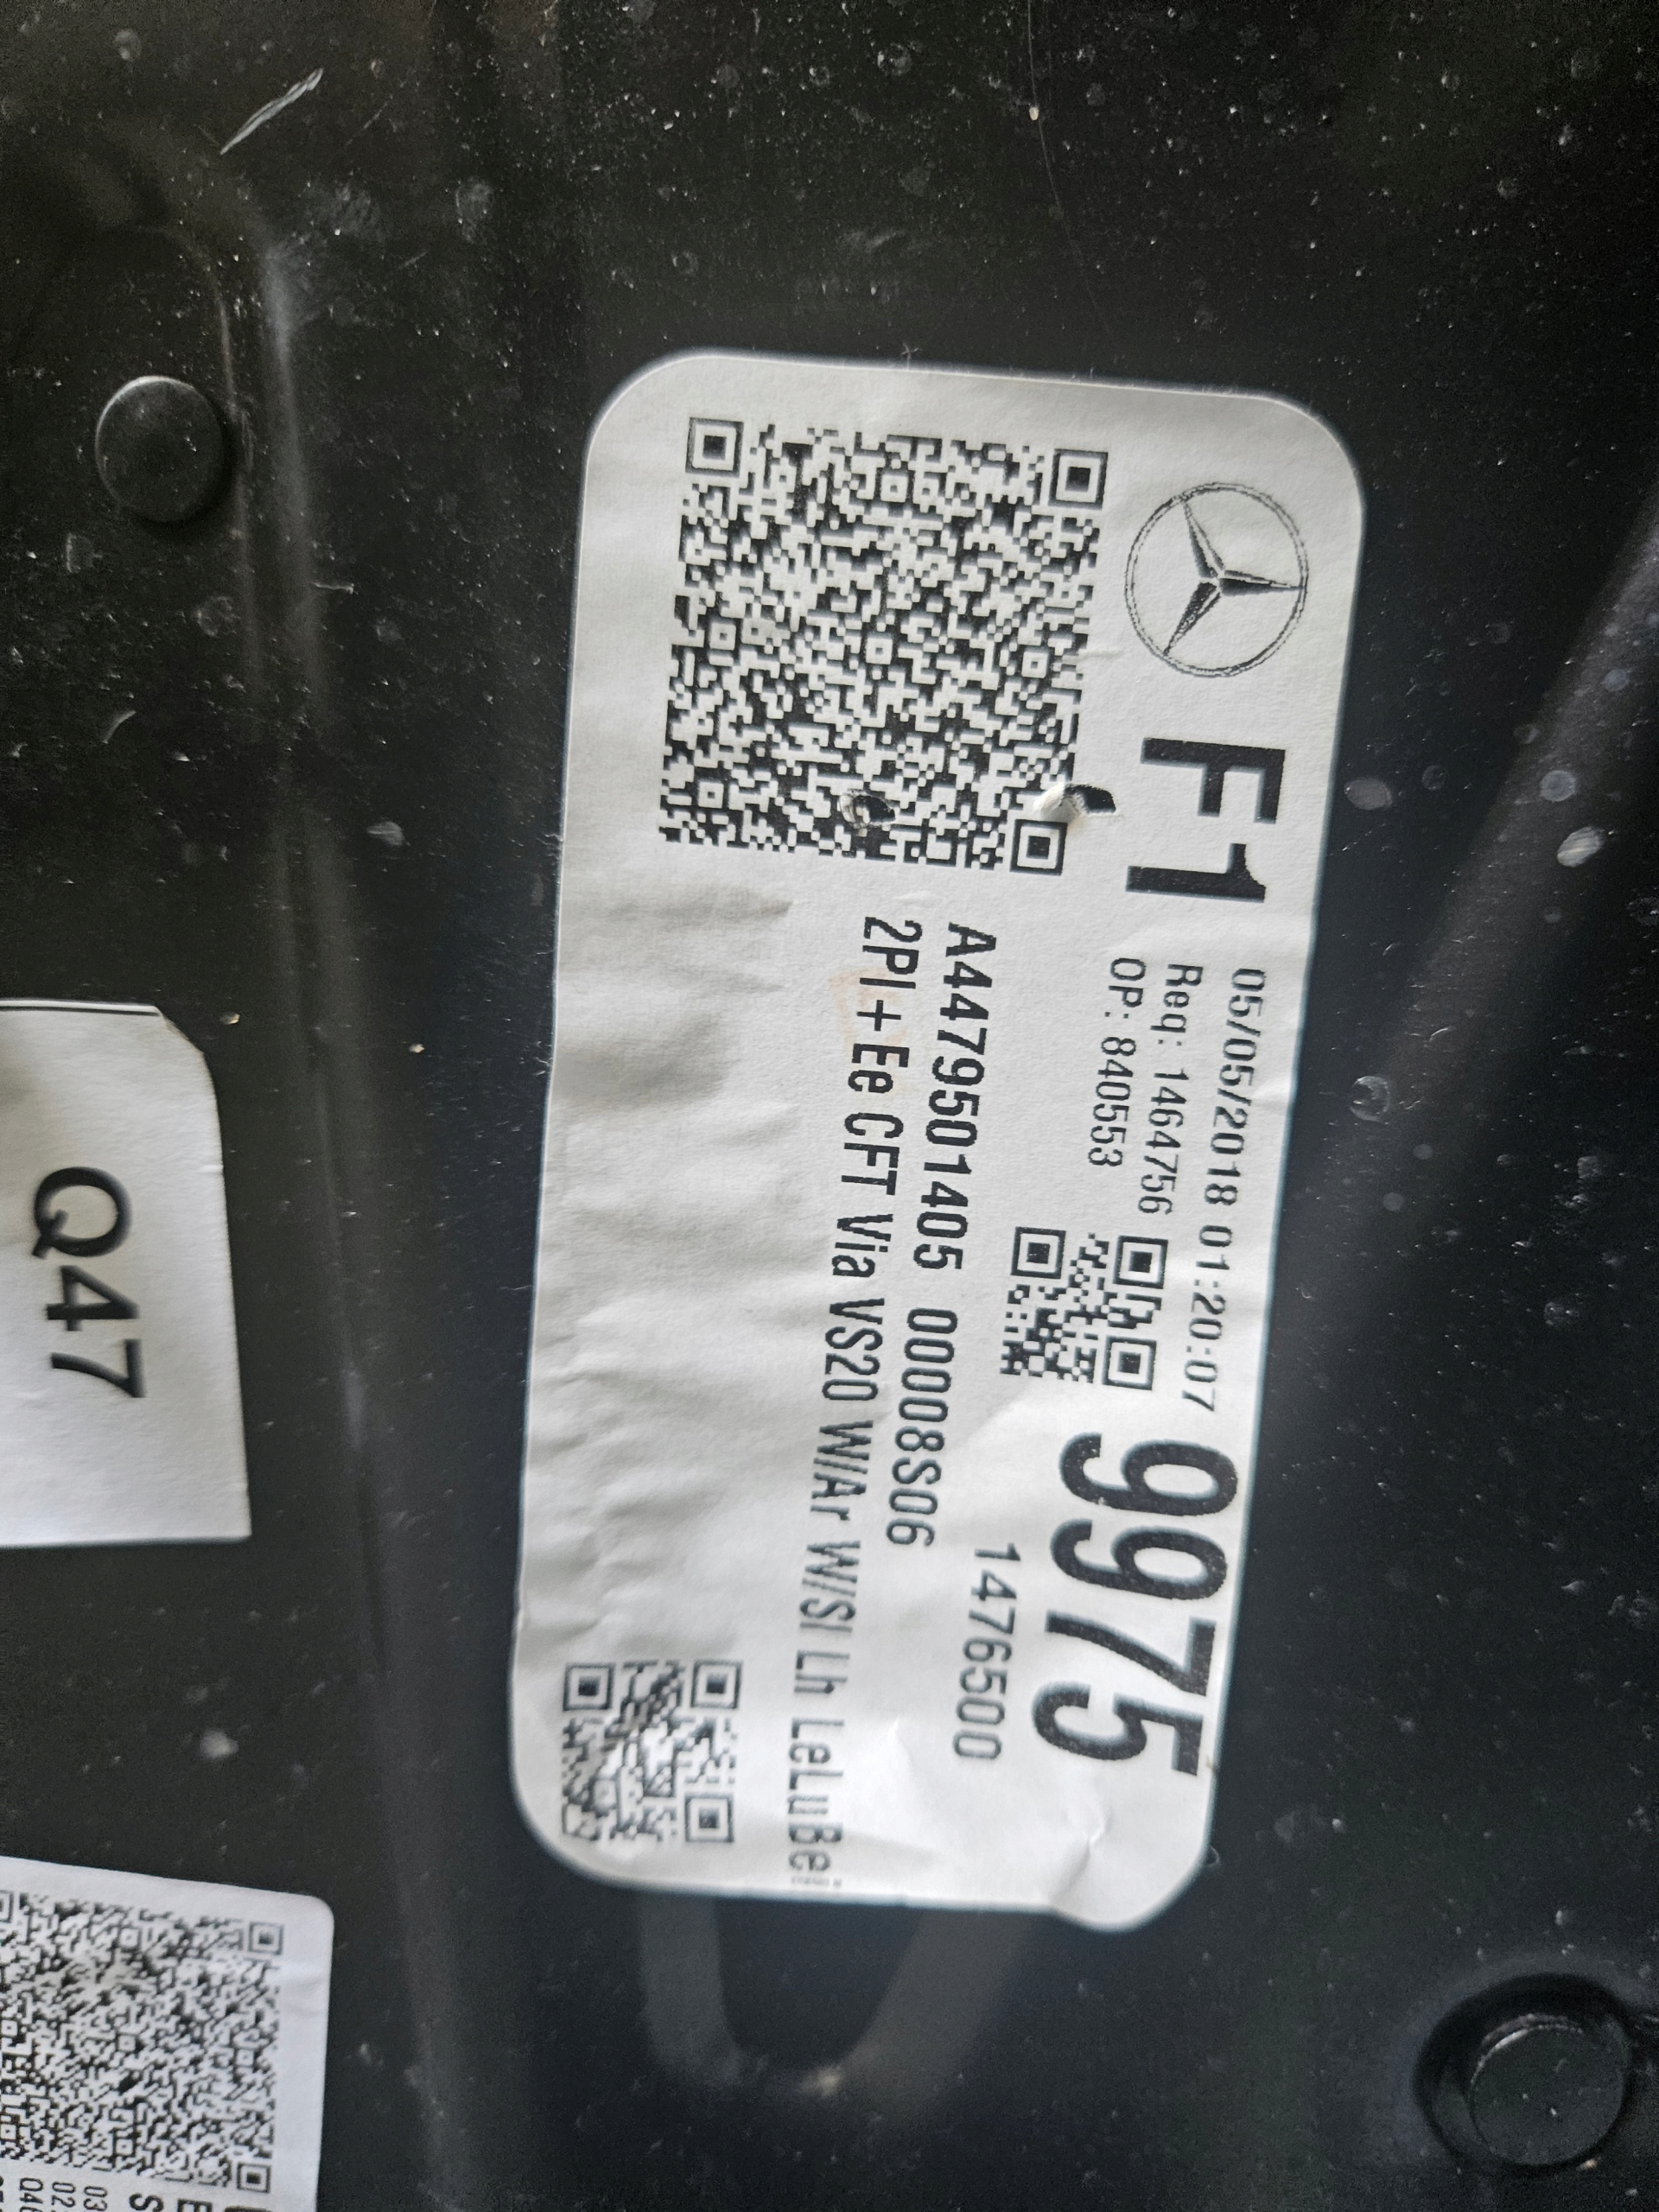 F1
05/05/2018 01:20:07
Req: 1464756
OP: 840553
9975
1476500
A4479501405 00008S06
2Pl + Ee CFT Via VS20 W/Ar W/Sl Lh LeLuBe
Q47